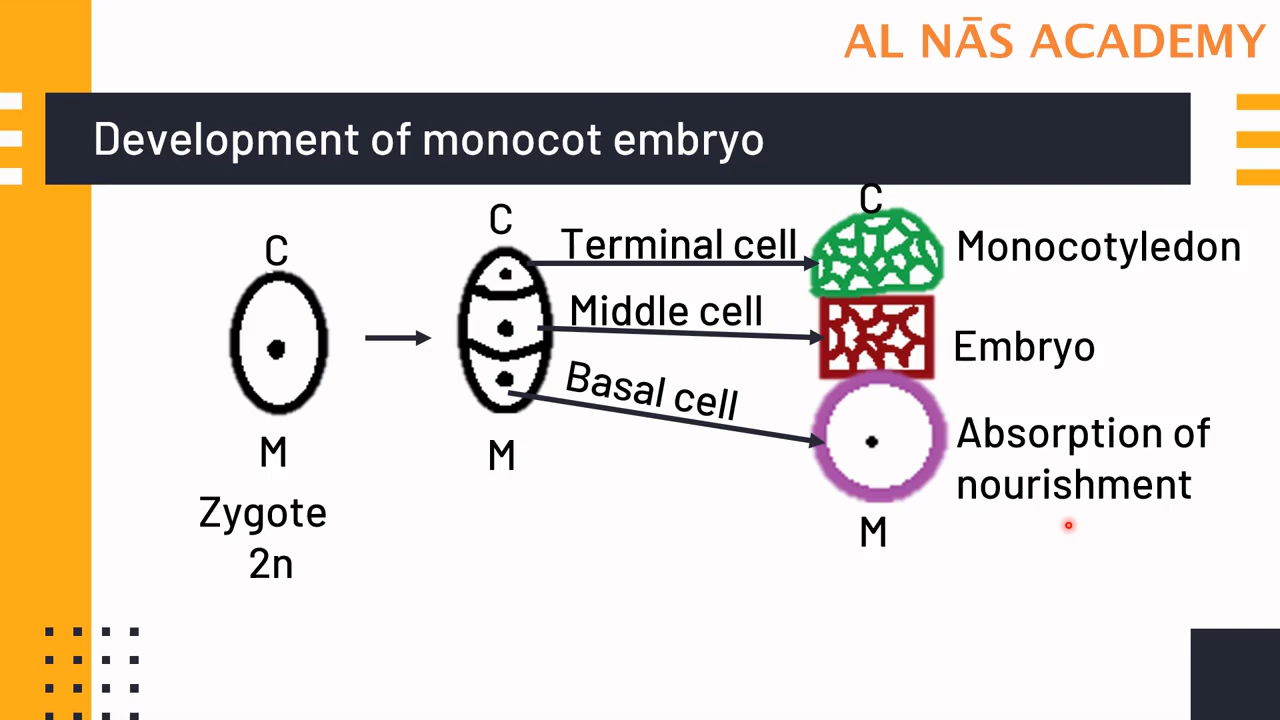 AL NĀS ACADEMY
Development of monocot embryo
C
M
Zygote
2n
C
M
Terminal cell
Middle cell
Basal cell
C
Monocotyledon
Embryo
Absorption of
nourishment
M